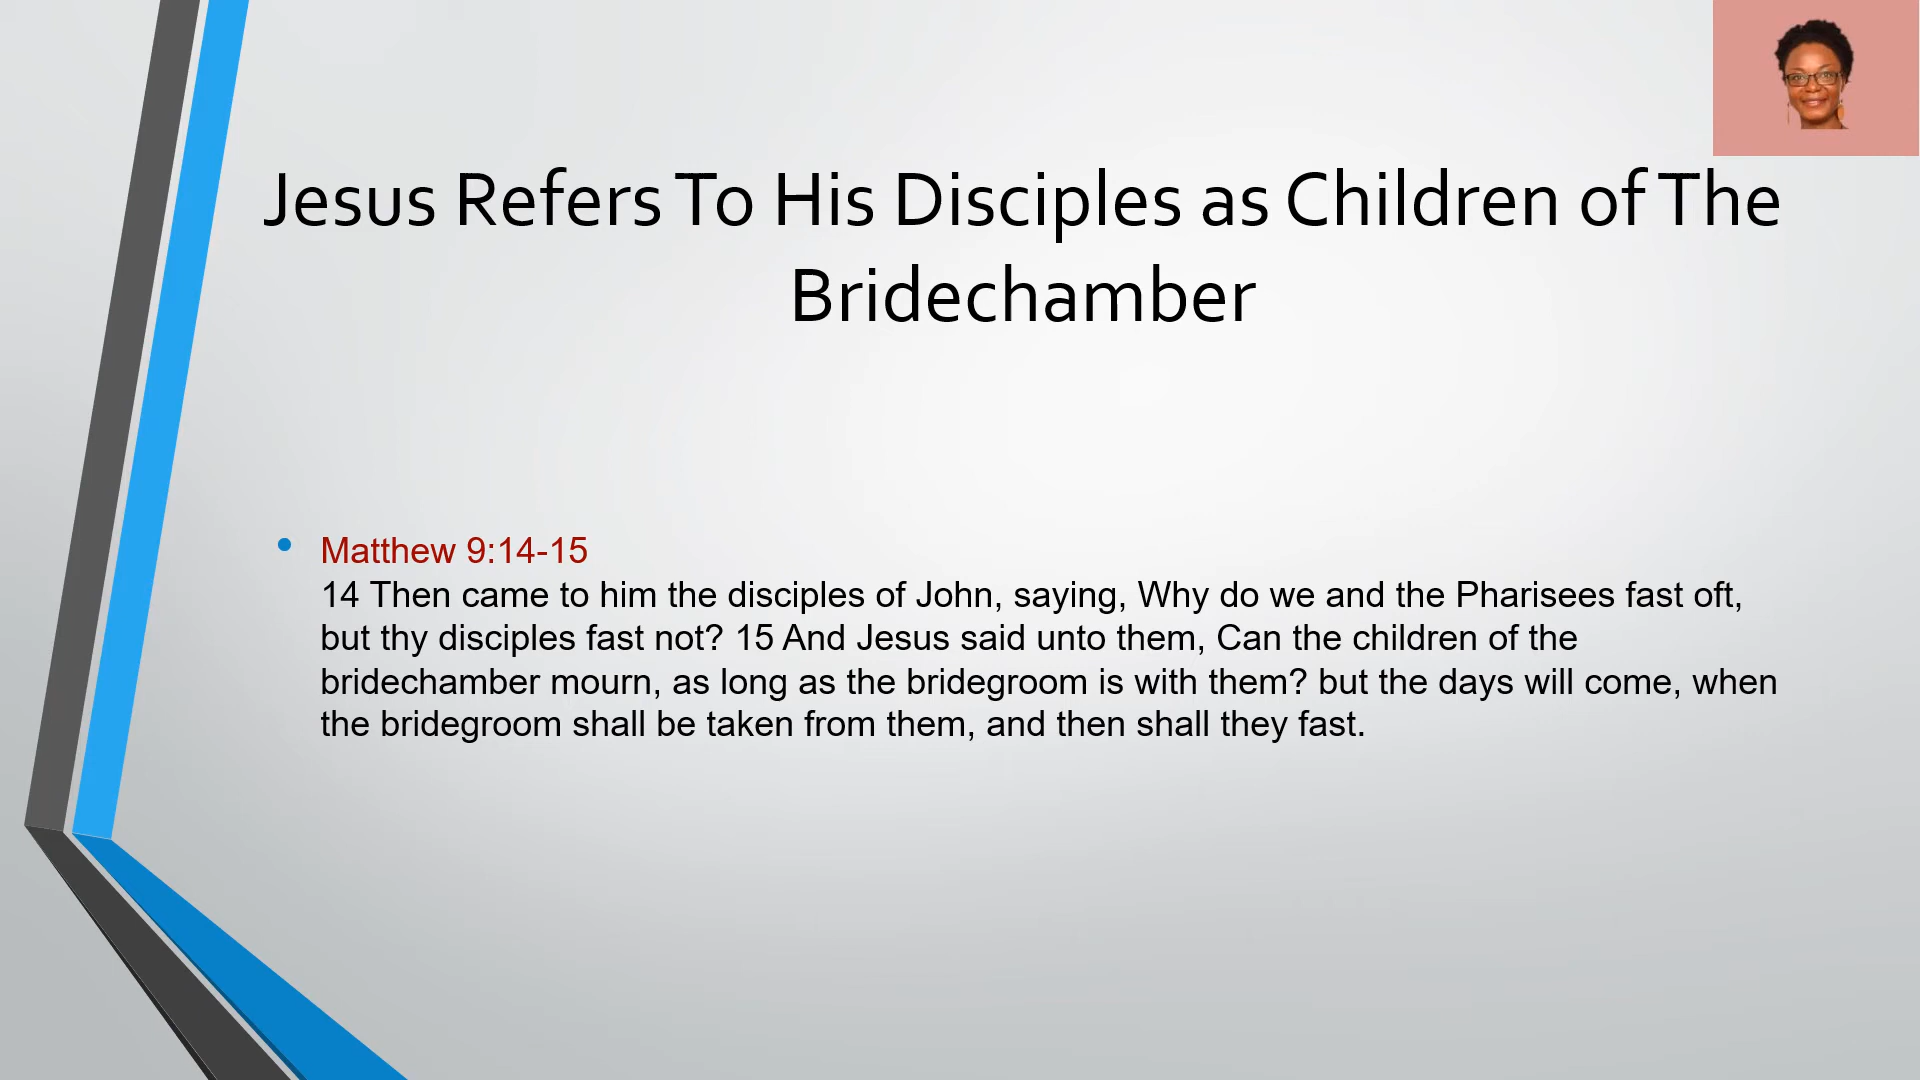 Jesus Refers To His Disciples as Children of The
Bridechamber
Matthew 9:14-15
14 Then came to him the disciples of John, saying, Why do we and the Pharisees fast oft,
but thy disciples fast not? 15 And Jesus said unto them, Can the children of the
bridechamber mourn, as long as the bridegroom is with them? but the days will come, when
the bridegroom shall be taken from them, and then shall they fast.